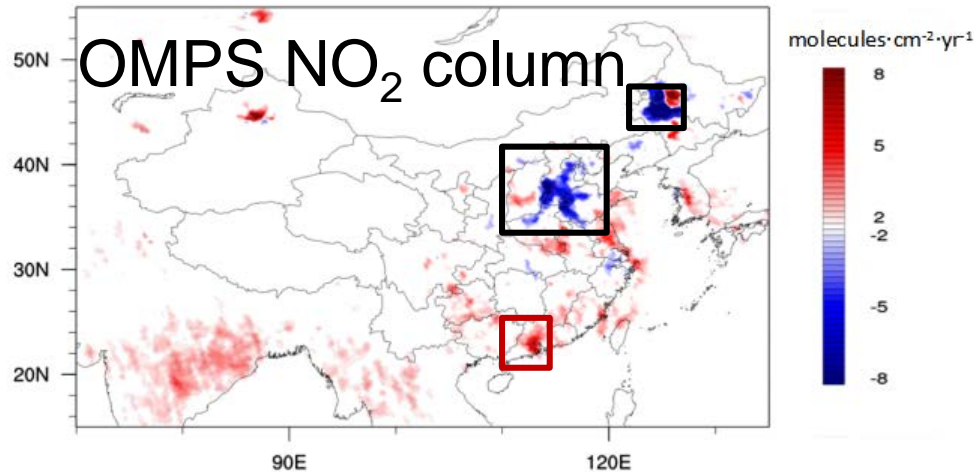 OMPS NO₂ column
50N
40N
30N
20N
90E
120E
molecules·cm⁻²·yr⁻¹
8
5
2
-2
-5
-8